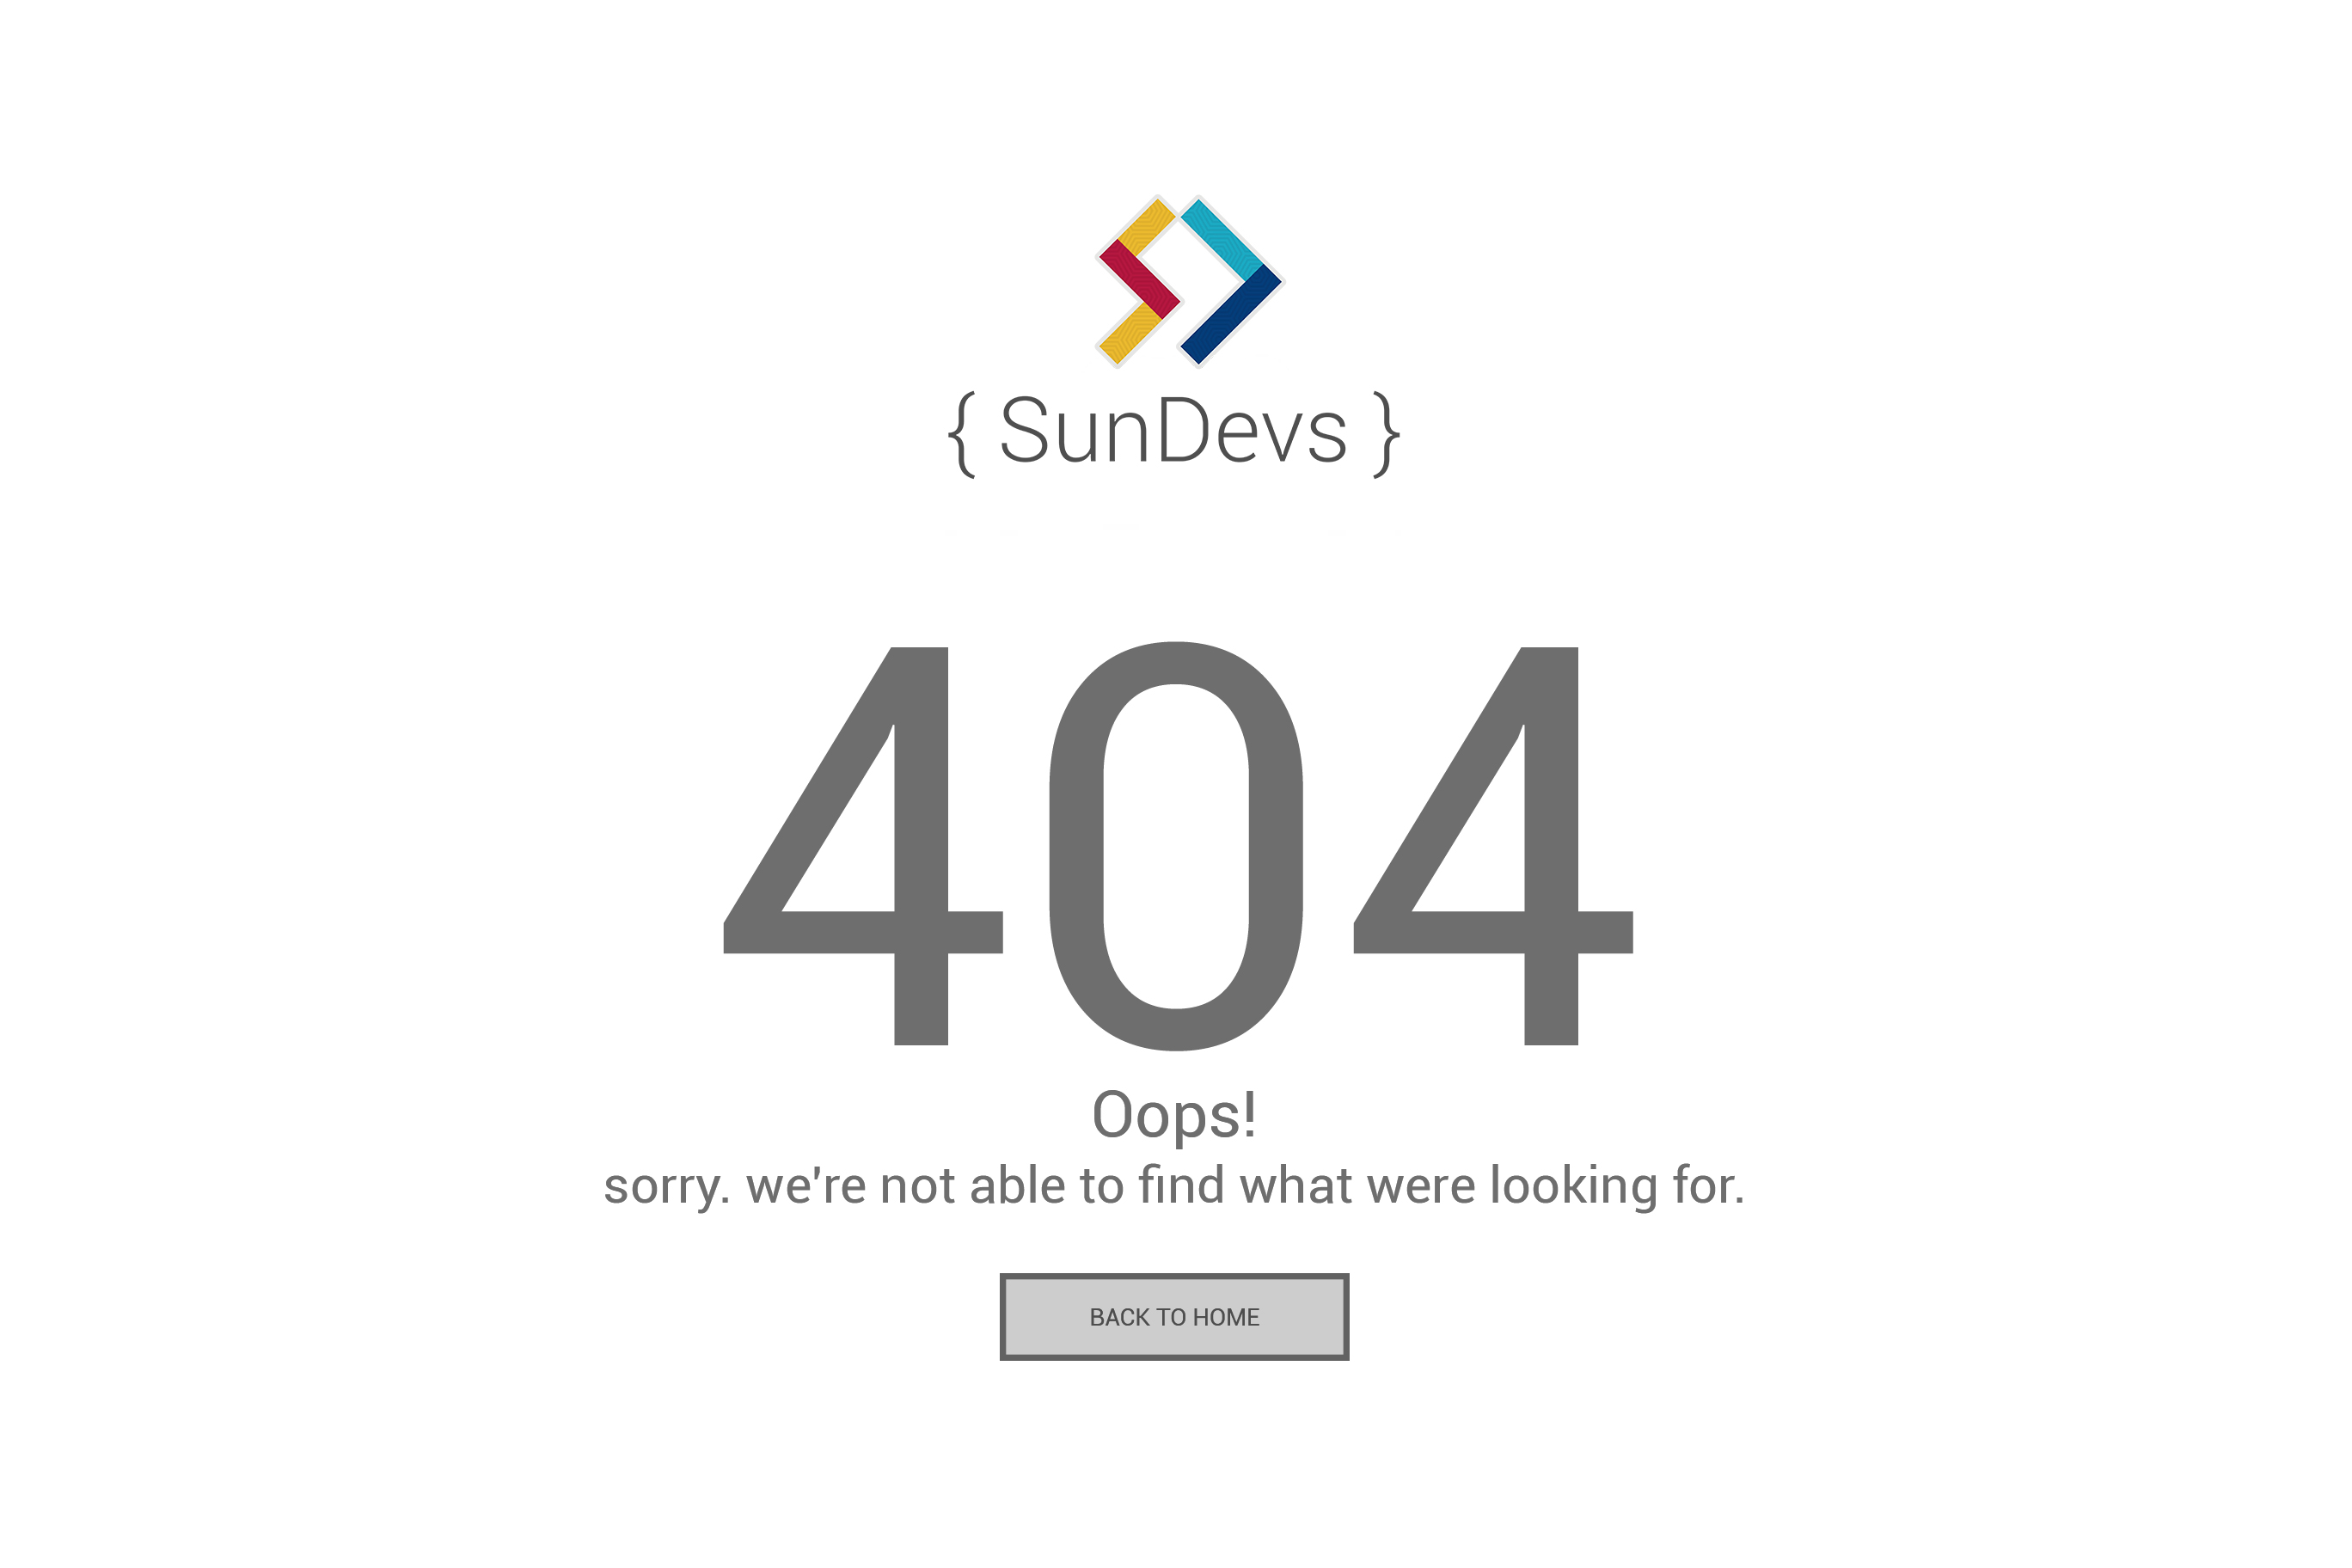 { SunDevs }
404
Oops!
sorry. we're not able to find what were looking for.
BACK TO HOME